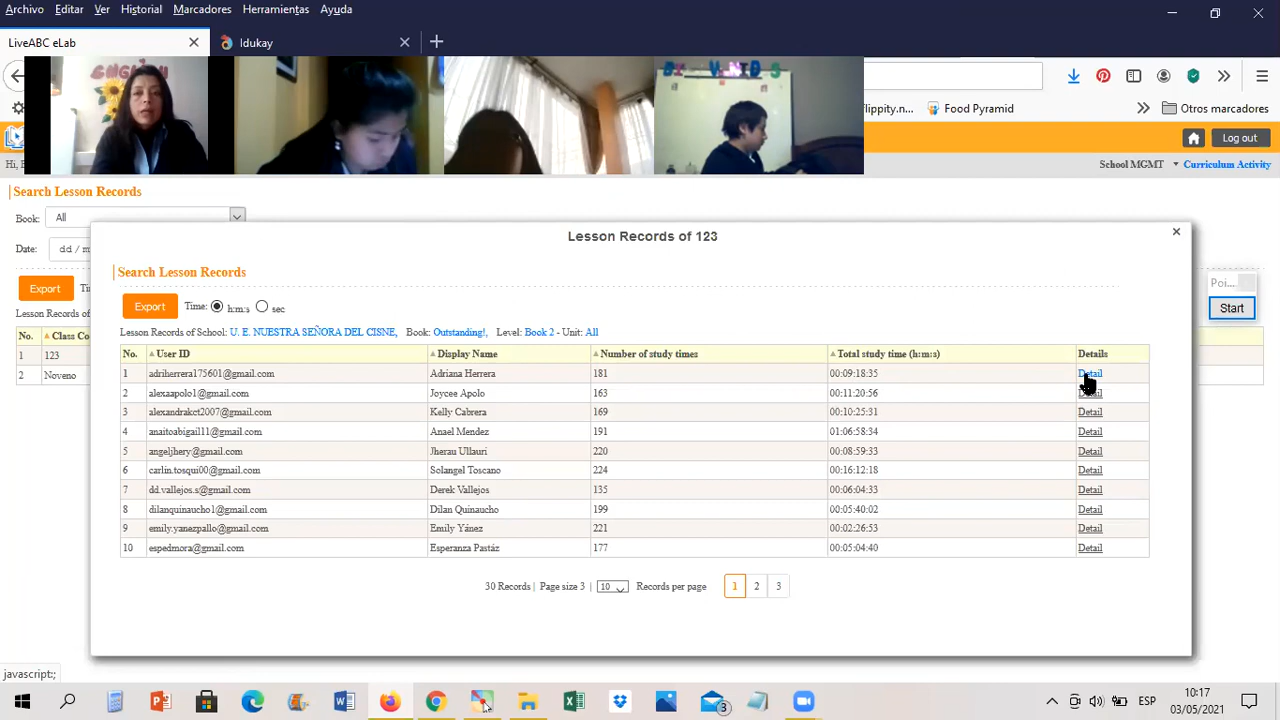 Archivo Editar Ver Historial Marcadores Herramientas Ayuda
LiveABC eLab
Idukay
ENGLISH
flippity.n...
Food Pyramid
Otros marcadores
Log out
Hi, E
School MGMT
Curriculum Activity
Search Lesson Records
Book: All
Date: dd / m
Export
Lesson Records of
No. Class Co
1 123
2 Noveno
Poi...
Start
Lesson Records of 123
Search Lesson Records
Export Time: h:m:s sec
Lesson Records of School: U. E. NUESTRA SEÑORA DEL CISNE, Book: Outstanding!, Level: Book 2 - Unit: All
No. User ID Display Name Number of study times Total study time (h:m:s) Details
1 adriherrera175601@gmail.com Adriana Herrera 181 00:09:18:35 Detail
2 alexaapolo1@gmail.com Joycee Apolo 163 00:11:20:56 Detail
3 alexandrakct2007@gmail.com Kelly Cabrera 169 00:10:25:31 Detail
4 anaitoabigail11@gmail.com Anael Mendez 191 01:06:58:34 Detail
5 angeljhery@gmail.com Jherau Ullauri 220 00:08:59:33 Detail
6 carlin.tosqui00@gmail.com Solangel Toscano 224 00:16:12:18 Detail
7 dd.vallejos.s@gmail.com Derek Vallejos 135 00:06:04:33 Detail
8 dilanquinaucho1@gmail.com Dilan Quinaucho 199 00:05:40:02 Detail
9 emily.yanezpallo@gmail.com Emily Yánez 221 00:02:26:53 Detail
10 espedmora@gmail.com Esperanza Pastáz 177 00:05:04:40 Detail
30 Records | Page size 3 | 10 Records per page 1 2 3
javascript:;
3
ESP
10:17
03/05/2021